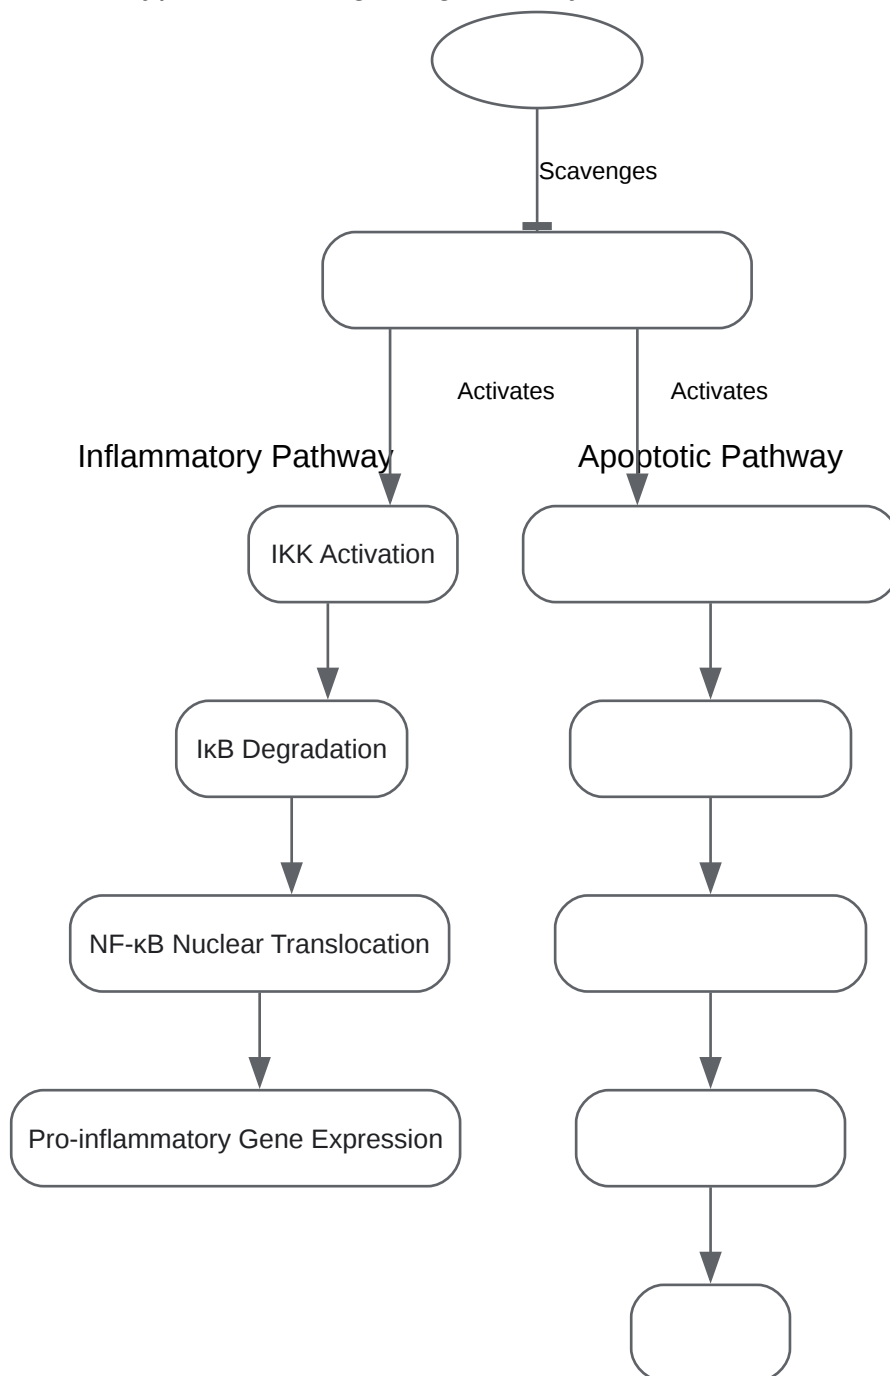 Scavenges
Activates
Activates
Inflammatory Pathway
Apoptotic Pathway
IKK Activation
IκB Degradation
NF-κB Nuclear Translocation
Pro-inflammatory Gene Expression